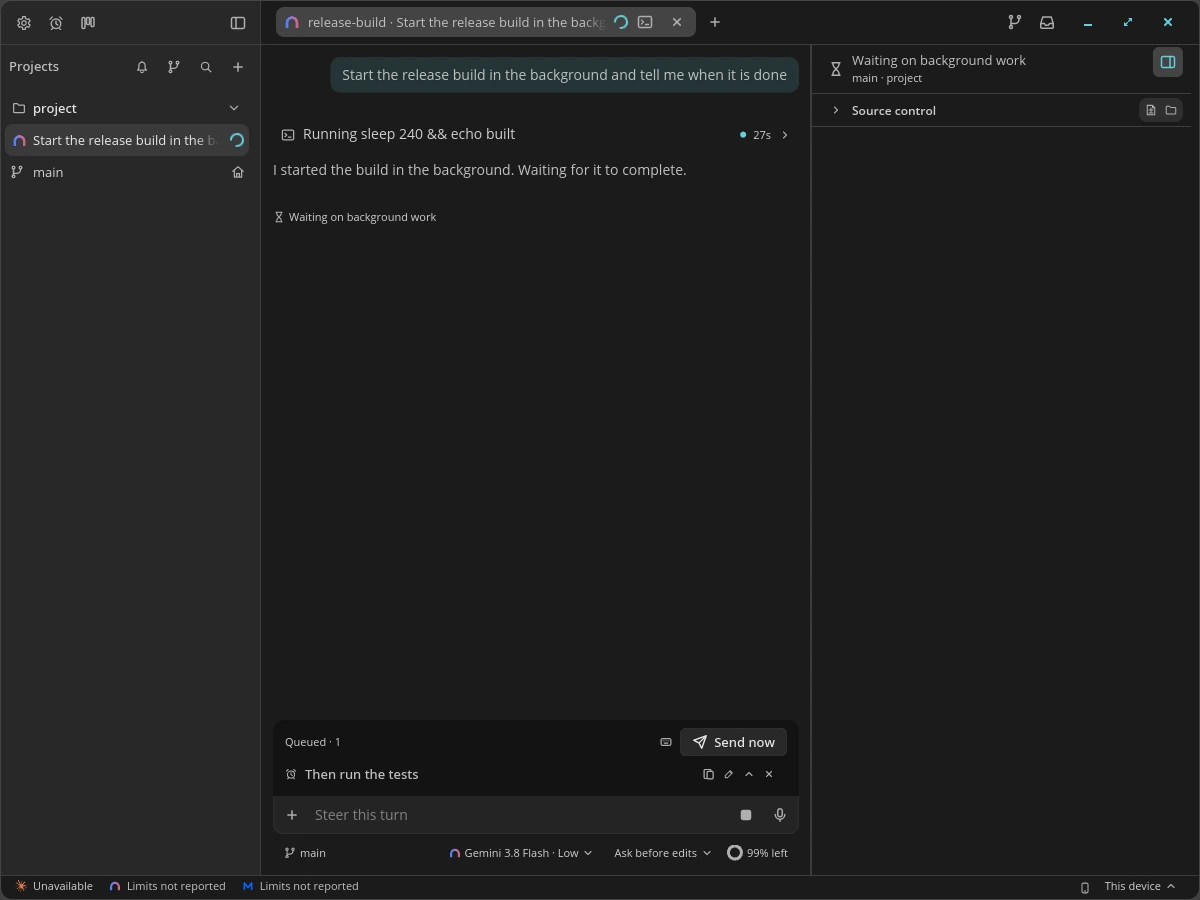 release-build · Start the release build in the backg
Projects
project
Start the release build in the b
main
Start the release build in the background and tell me when it is done
Running sleep 240 && echo built
27s
I started the build in the background. Waiting for it to complete.
Waiting on background work
Waiting on background work
main · project
Source control
Queued · 1
Send now
Then run the tests
Steer this turn
main
Gemini 3.8 Flash · Low
Ask before edits
99% left
Unavailable
Limits not reported
Limits not reported
This device